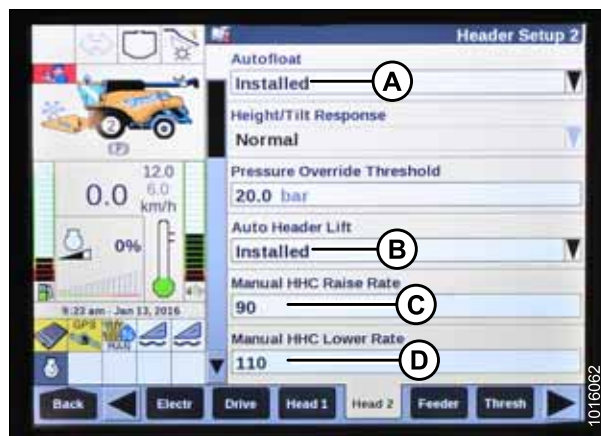 Header Setup 2
Autofloat
Installed
A
Height/Tilt Response
Normal
Pressure Override Threshold
20.0 bar
Auto Header Lift
Installed
B
Manual HHC Raise Rate
90
C
Manual HHC Lower Rate
110
D
2
(P)
12.0
6.0
0.0
km/h
0%
9:23 am - Jan 13, 2016
GPS
MAN
Back
Electr
Drive
Head 1
Head 2
Feeder
Thresh
1016062